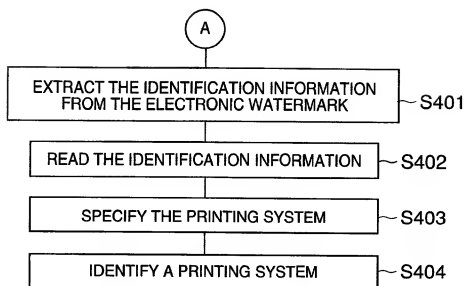 A
EXTRACT THE IDENTIFICATION INFORMATION
FROM THE ELECTRONIC WATERMARK
S401
READ THE IDENTIFICATION INFORMATION
S402
SPECIFY THE PRINTING SYSTEM
S403
IDENTIFY A PRINTING SYSTEM
S404